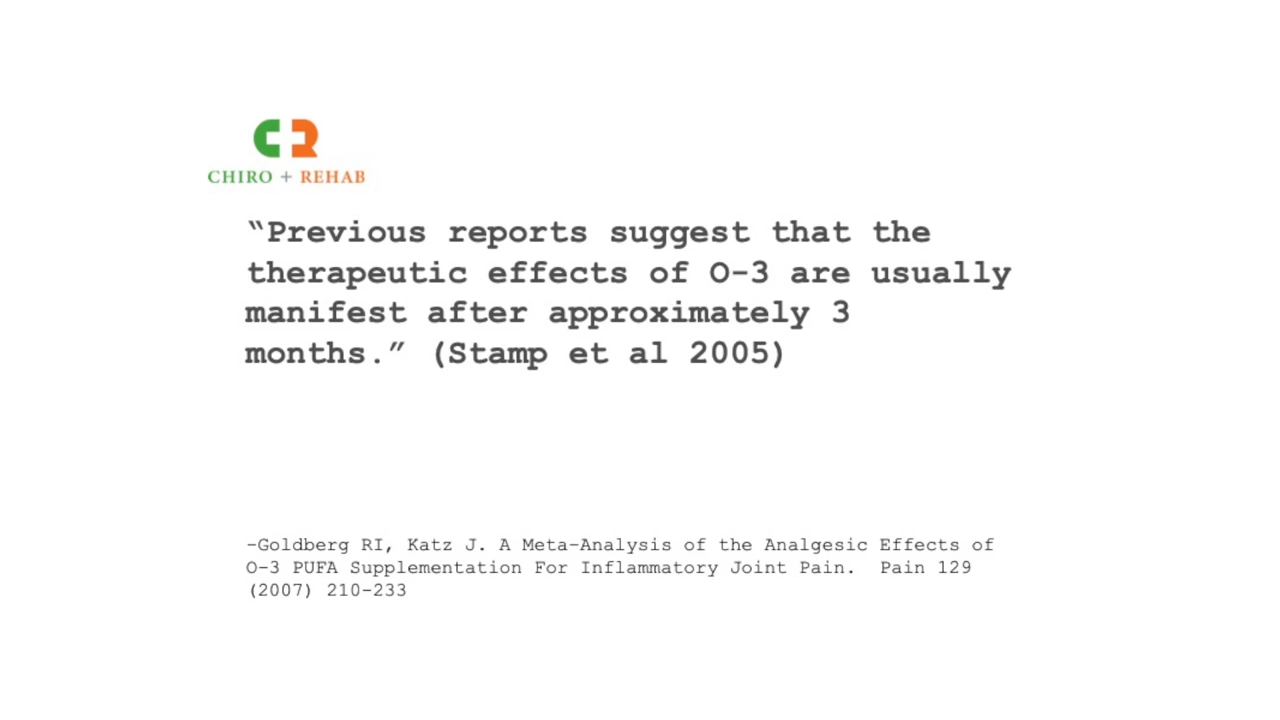 CHIRO + REHAB
“Previous reports suggest that the
therapeutic effects of O-3 are usually
manifest after approximately 3
months.” (Stamp et al 2005)
-Goldberg RI, Katz J. A Meta-Analysis of the Analgesic Effects of
O-3 PUFA Supplementation For Inflammatory Joint Pain.  Pain 129
(2007) 210-233